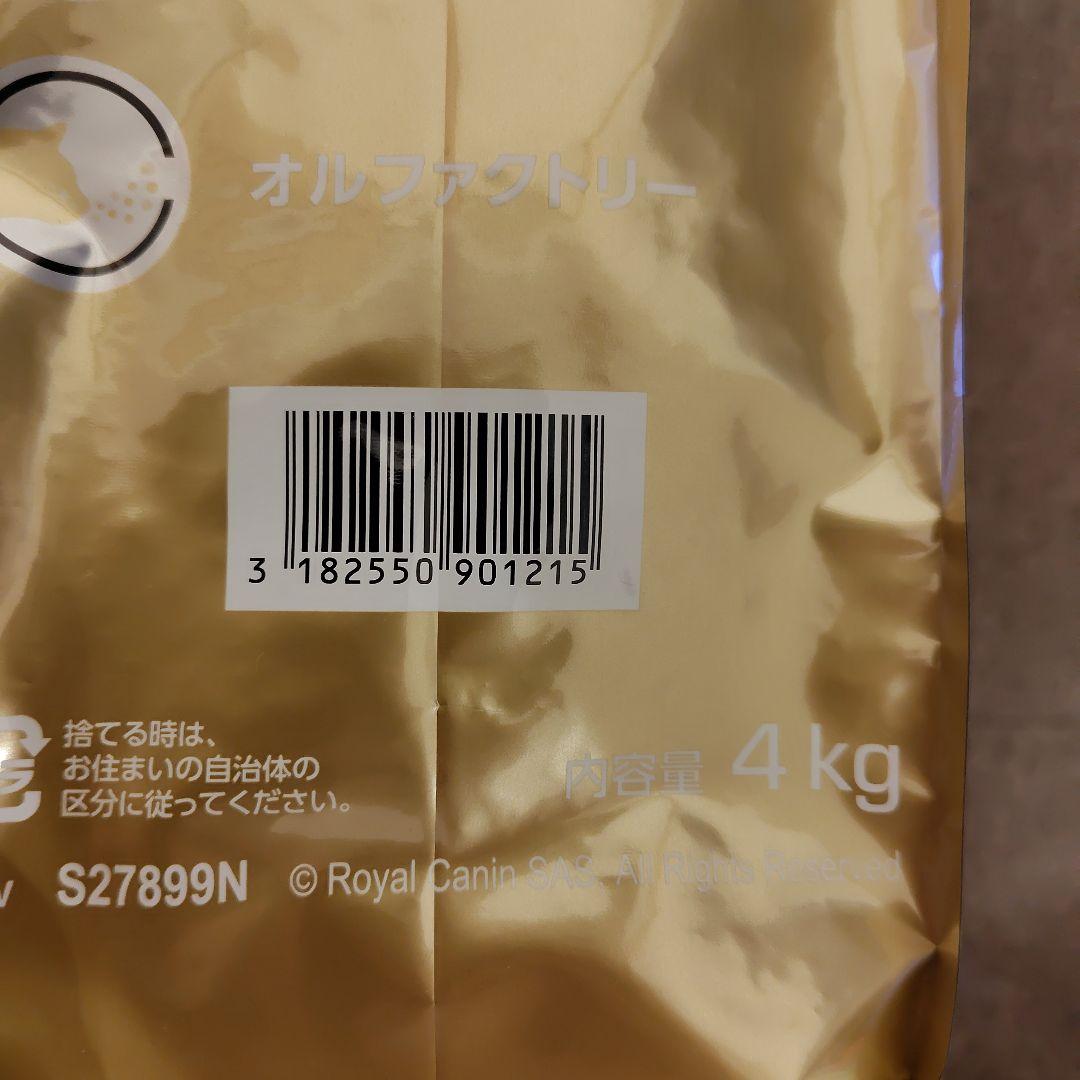 オルファクトリー
3 182550 901215
捨てる時は、
お住まいの自治体の
区分に従ってください。
内容量 4kg
S27899N © Royal Canin SAS. All Rights Reserved